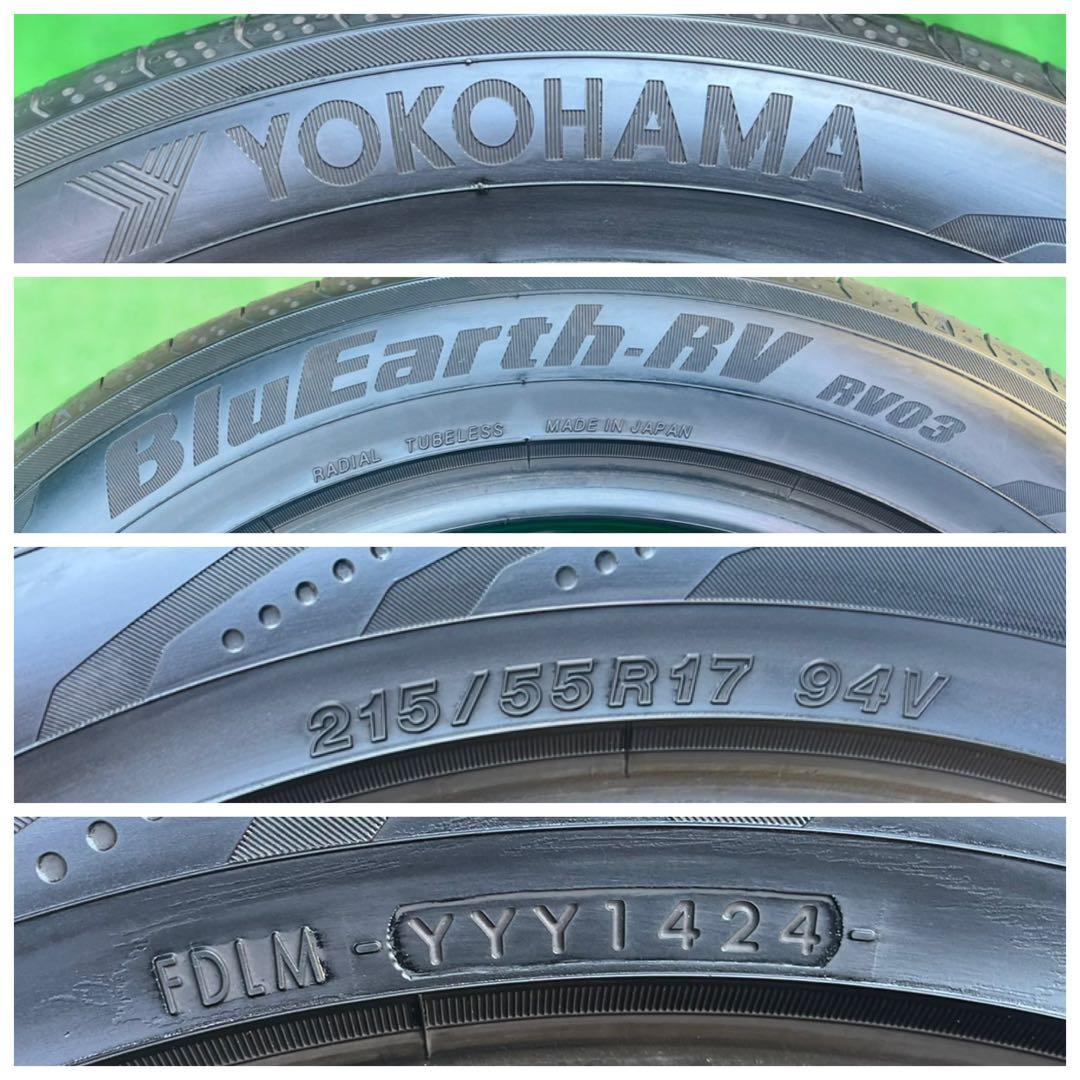 YOKOHAMA
BluEarth-RV RV03
RADIAL TUBELESS MADE IN JAPAN
215/55R17 94V
FDLM -YYY1424-